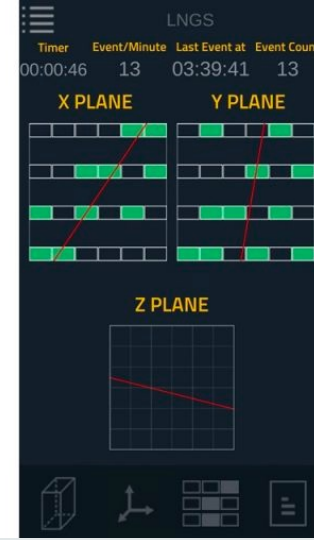 LNGS
Timer Event/Minute Last Event at Event Coun
00:00:46 13 03:39:41 13
X PLANE Y PLANE
Z PLANE